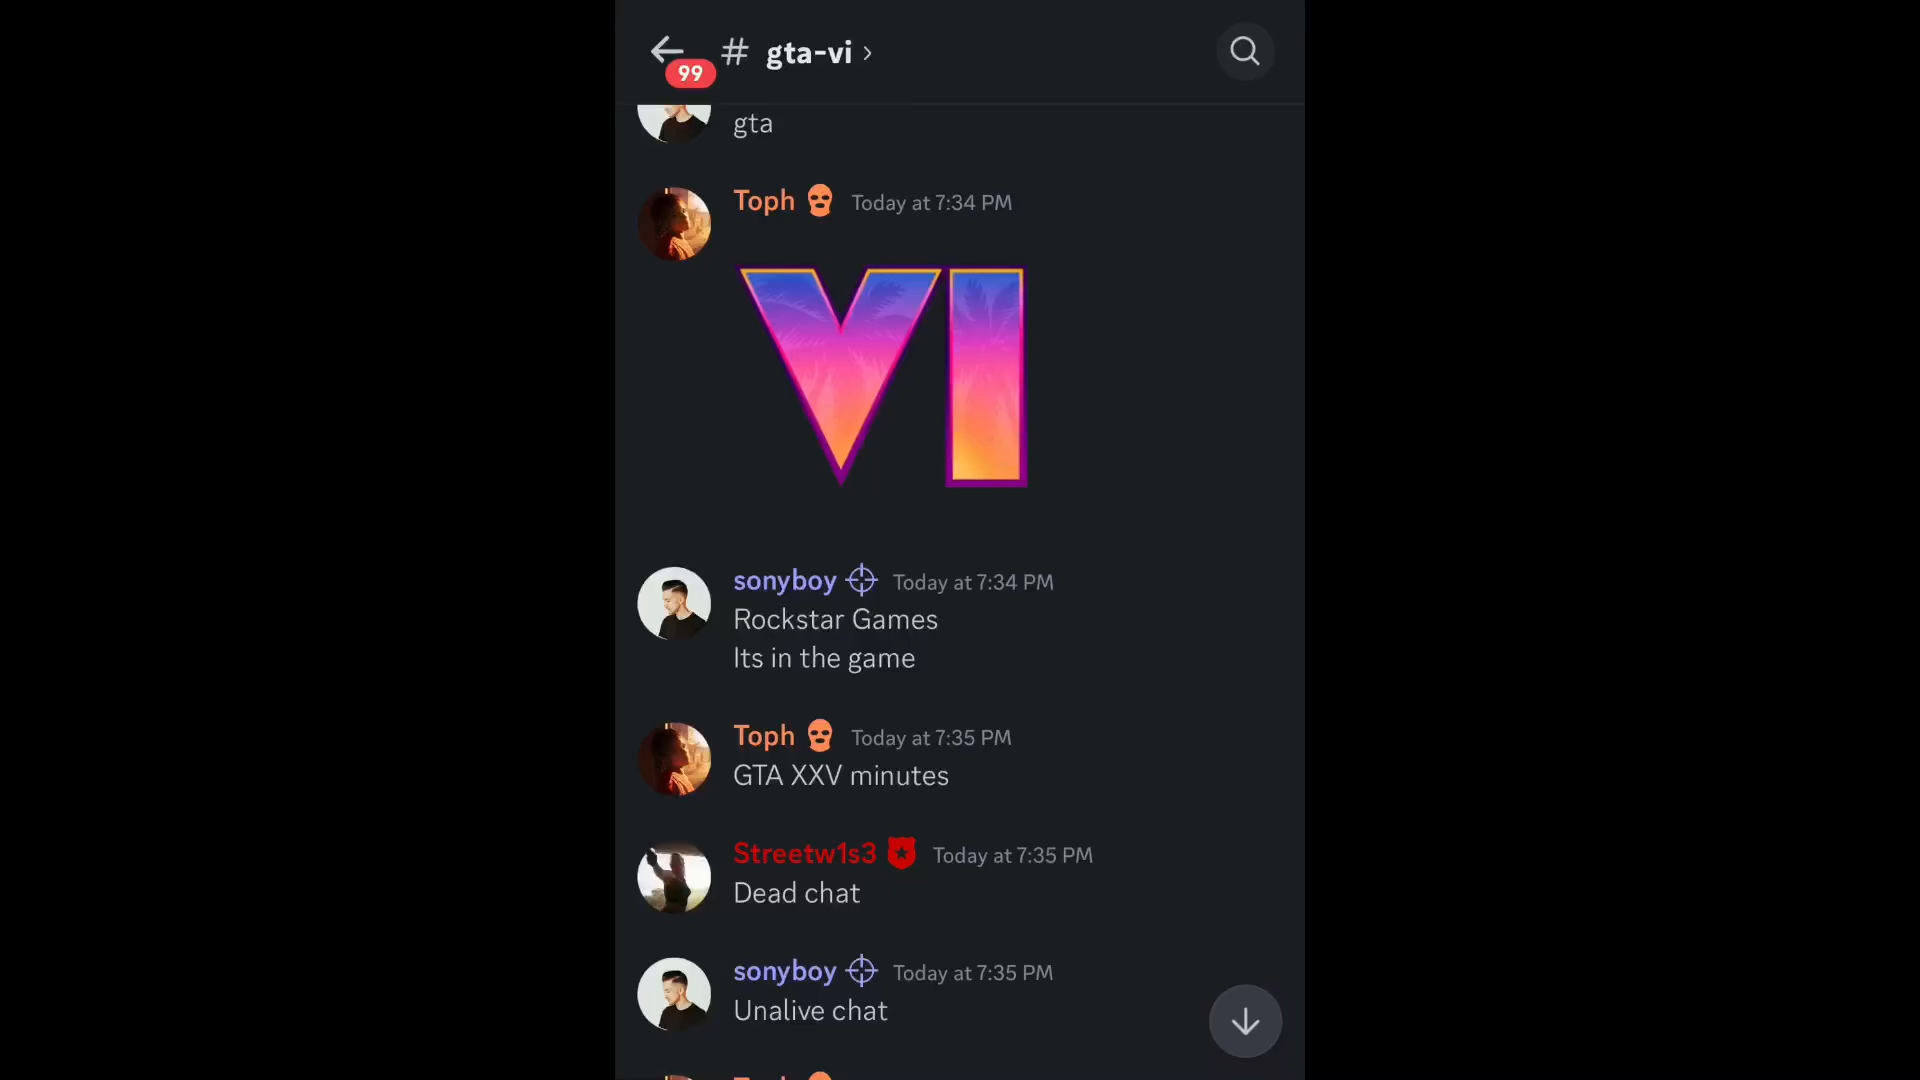 99
# gta-vi ›
gta
Toph Today at 7:34 PM
VI
sonyboy Today at 7:34 PM
Rockstar Games
Its in the game
Toph Today at 7:35 PM
GTA XXV minutes
Streetw1s3 Today at 7:35 PM
Dead chat
sonyboy Today at 7:35 PM
Unalive chat